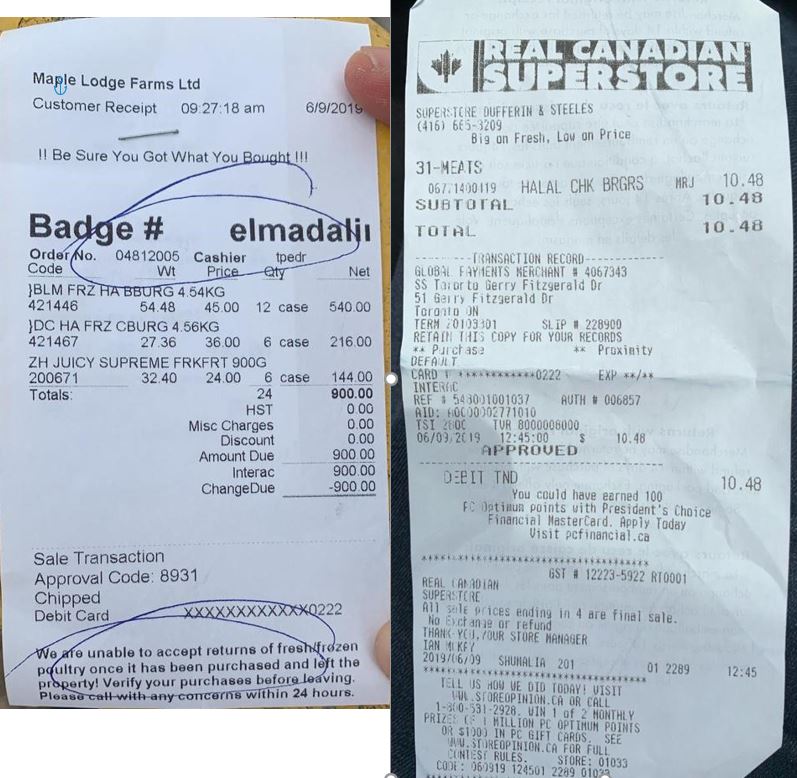 Maple Lodge Farms Ltd
Customer Receipt 09:27:18 am 6/9/2019
!! Be Sure You Got What You Bought !!!
Badge #
Order No. 04812005 Cashier tpedr
Code Wt Price Qty Net
}BLM FRZ HA BBURG 4.54KG
421446 54.48 45.00 12 case 540.00
}DC HA FRZ CBURG 4.56KG
421467 27.36 36.00 6 case 216.00
ZH JUICY SUPREME FRKFRT 900G
200671 32.40 24.00 6 case 144.00
Totals: 24 900.00
HST 0.00
Misc Charges 0.00
Discount 0.00
Amount Due 900 00
Interac 900.00
ChangeDue -900 00
Sale Transaction
Approval Code: 8931
Chipped
Debit Card XXXXXXXXXXXX0222
We are unable to accept returns of fresh/frozen
poultry once it has been purchased and left the
property! Verify your purchases before leaving.
Please call with any concerns within 24 hours.
REAL CANADIAN
SUPERSTORE
SUPERSTORE DUFFERIN & STEELES
(416) 665-3209
Big on Fresh, Low on Price
31-MEATS
06771400419 HALAL CHK BRGRS MRJ 10.48
SUBTOTAL 10.48
TOTAL 10.48
----------TRANSACTION RECORD----------
GLOBAL PAYMENTS MERCHANT # 4067343
SS Toronto Gerry Fitzgerald Dr
51 Gerry Fitzgerald Dr
Toronto ON
TERM Z0103301 SLIP # 228900
RETAIN THIS COPY FOR YOUR RECORDS
** Purchase ** Proximity
DEFAULT
CARD # ************0222 EXP **/**
INTERAC
REF # 543001001037 AUTH # 006857
AID: A0000002771010
TSI 2800 TVR 8000008000
06/09/2019 12:45:00 $ 10.48
APPROVED
DEBIT TND 10.48
You could have earned 100
PC Optimum points with President's Choice
Financial MasterCard. Apply Today
Visit pcfinancial.ca
GST # 12223-5922 RT0001
REAL CANADIAN
SUPERSTORE
All sale prices ending in 4 are final sale.
No Exchange or refund
THANK-YOU, YOUR STORE MANAGER
IAN
2019/06/09 SHUMALIA 201 01 2289 12:45
TELL US HOW WE DID TODAY! VISIT
WWW.STOREOPINION.CA OR CALL
1-800-531-2928. WIN 1 of 2 MONTHLY
PRIZES OF 1 MILLION PC OPTIMUM POINTS
OR $1000 IN PC GIFT CARDS. SEE
WWW.STOREOPINION.CA FOR FULL
CONTEST RULES. STORE: 01033
CODE: 060919 124501 2289 01033